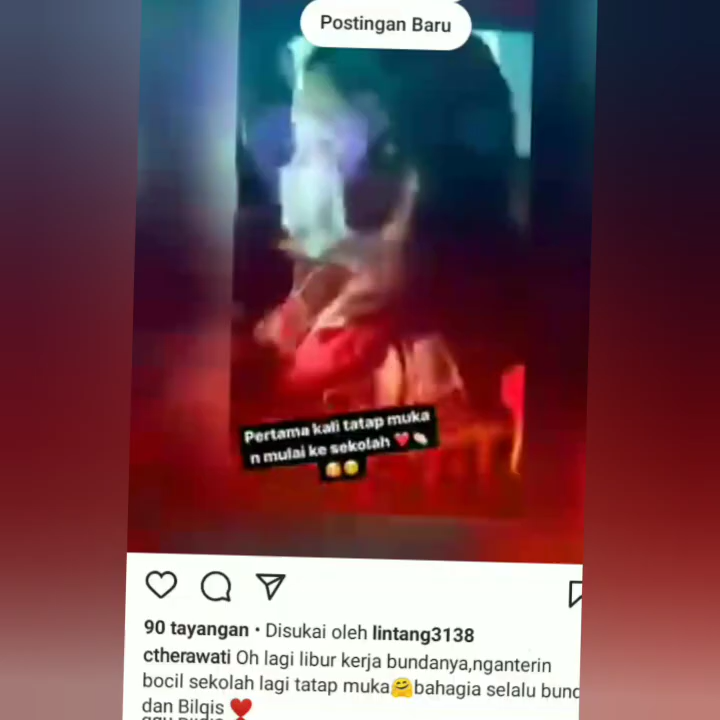 Postingan Baru
Pertama kali tatap muka
n mulai ke sekolah ❤️
90 tayangan • Disukai oleh lintang3138
ctherawati Oh lagi libur kerja bundanya,nganterin
bocil sekolah lagi tatap muka🤗bahagia selalu bund
dan Bilqis ❤️